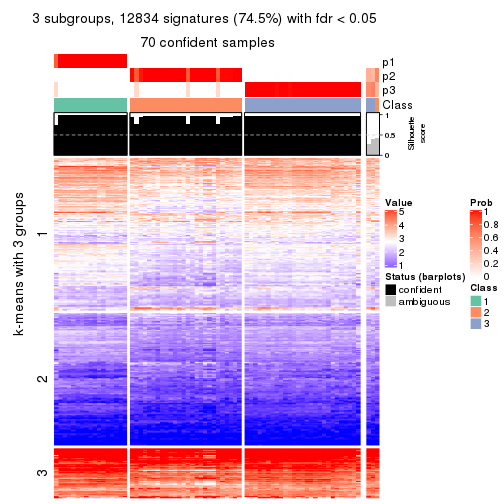 3 subgroups, 12834 signatures (74.5%) with fdr < 0.05
70 confident samples
p1
p2
p3
Class
1
0.5
0
Silhouette
score
k-means with 3 groups
1
2
3
Value
5
4
3
2
1
Status (barplots)
confident
ambiguous
Prob
1
0.8
0.6
0.4
0.2
0
Class
1
2
3